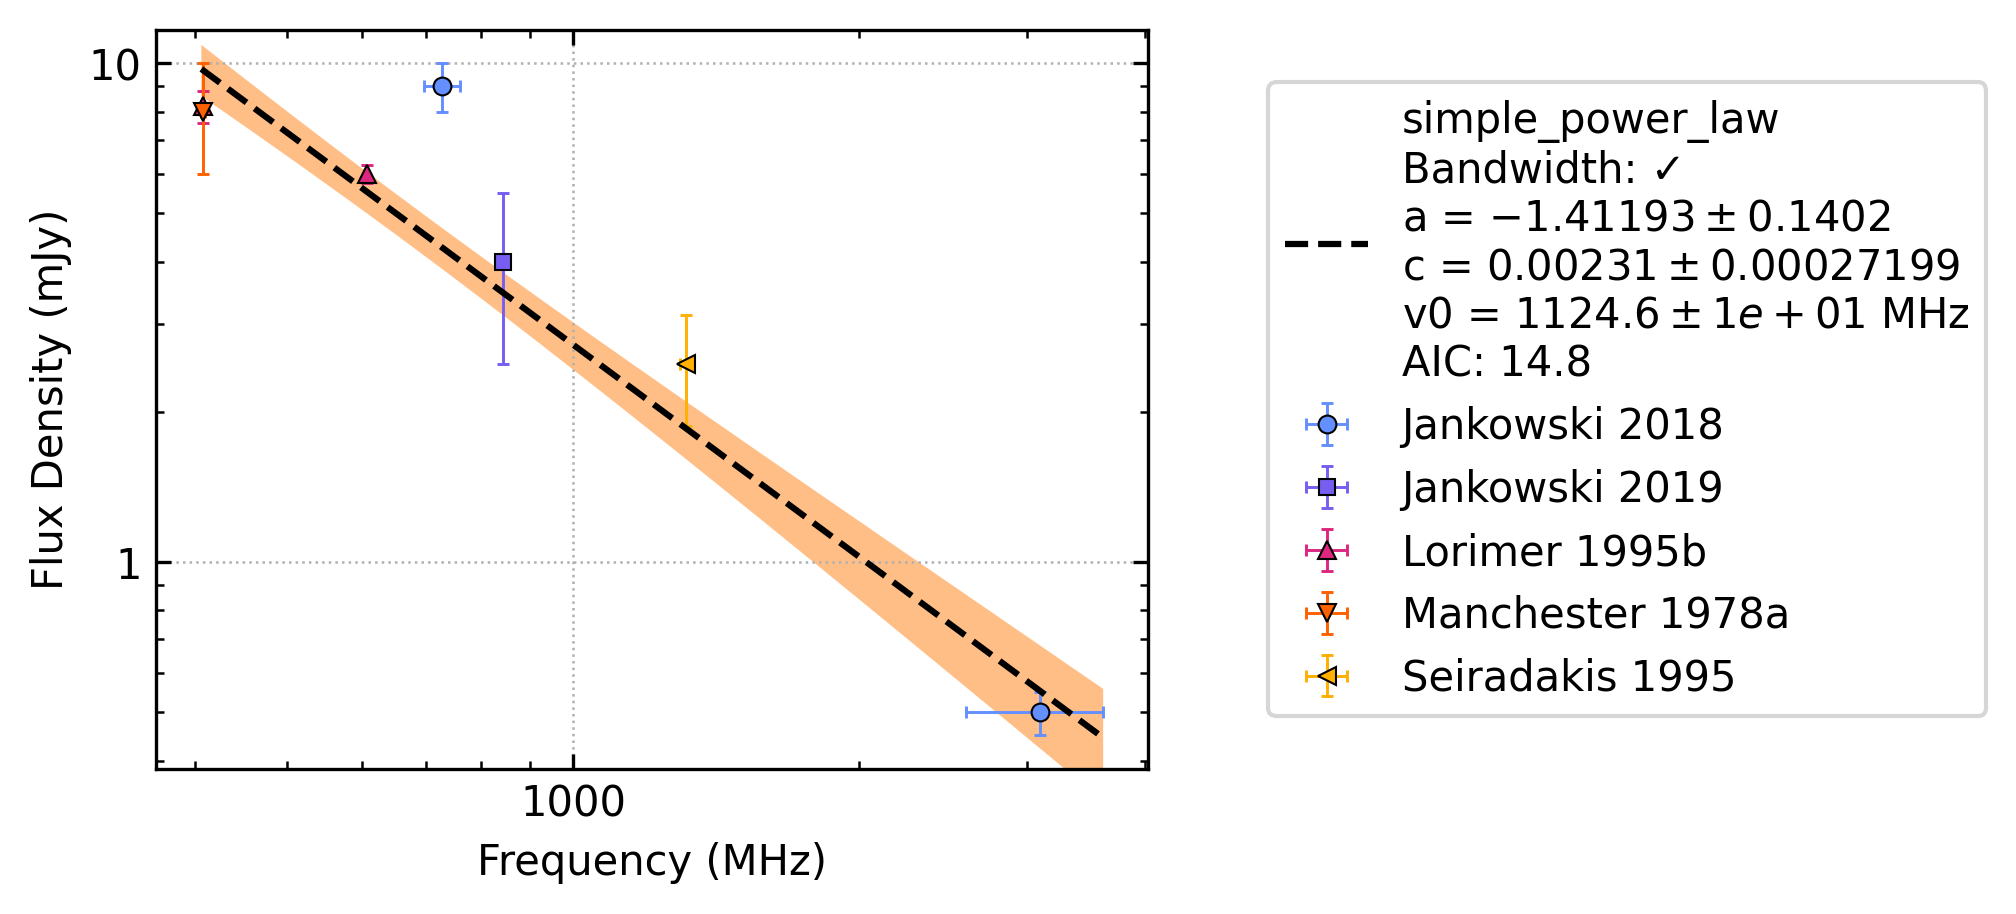 10
1
1000
Flux Density (mJy)
Frequency (MHz)
simple_power_law
Bandwidth: ✓
a = −1.41193 ± 0.1402
c = 0.00231 ± 0.00027199
v0 = 1124.6 ± 1e + 01 MHz
AIC: 14.8
Jankowski 2018
Jankowski 2019
Lorimer 1995b
Manchester 1978a
Seiradakis 1995